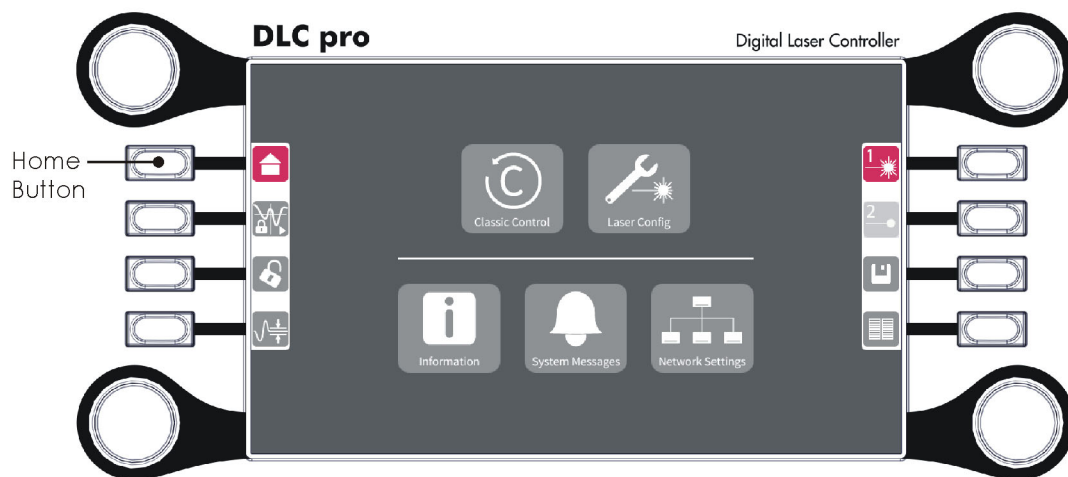 DLC pro
Digital Laser Controller
Home
Button
1
2
C
Classic Control
Laser Config
i
Information
System Messages
Network Settings